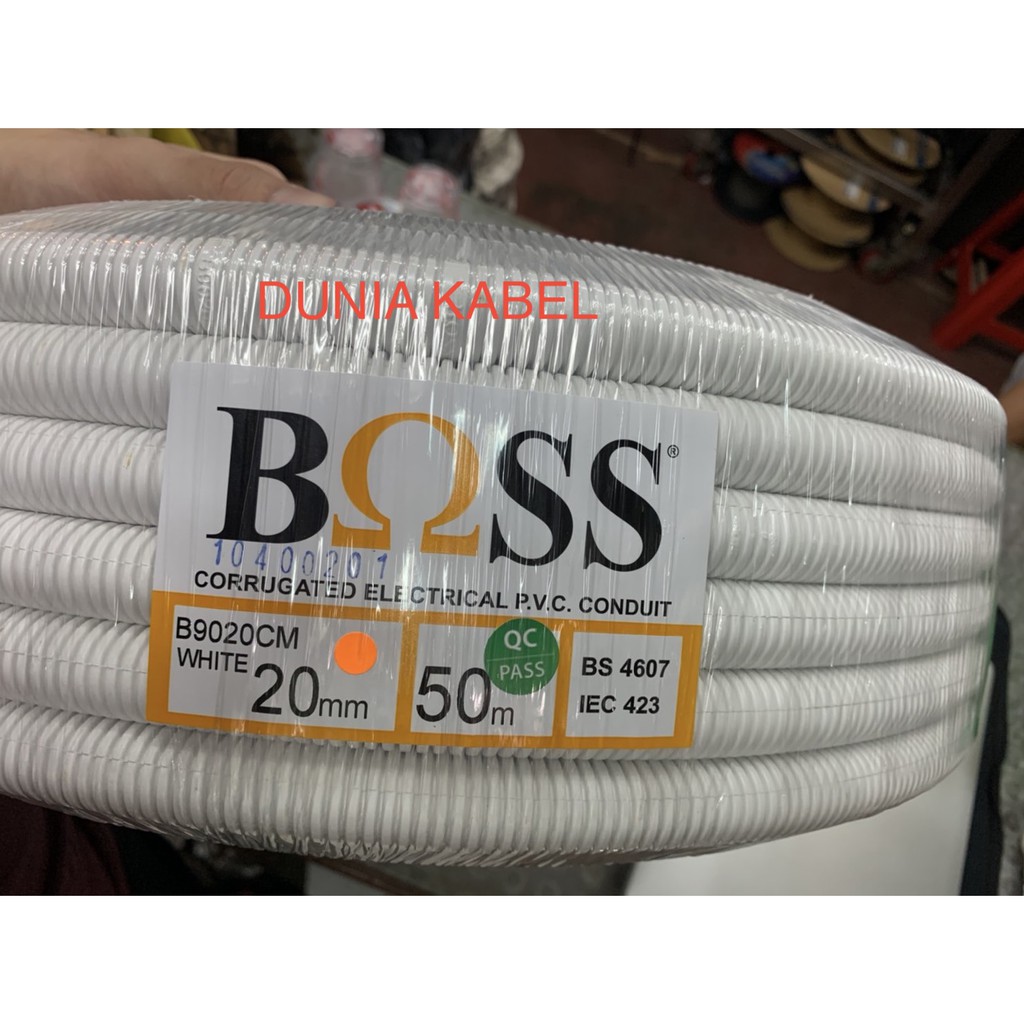 DUNIA KABEL
BΩSS®
10400201
CORRUGATED ELECTRICAL P.V.C. CONDUIT
B9020CM
WHITE 20mm
50m
QC
PASS
BS 4607
IEC 423